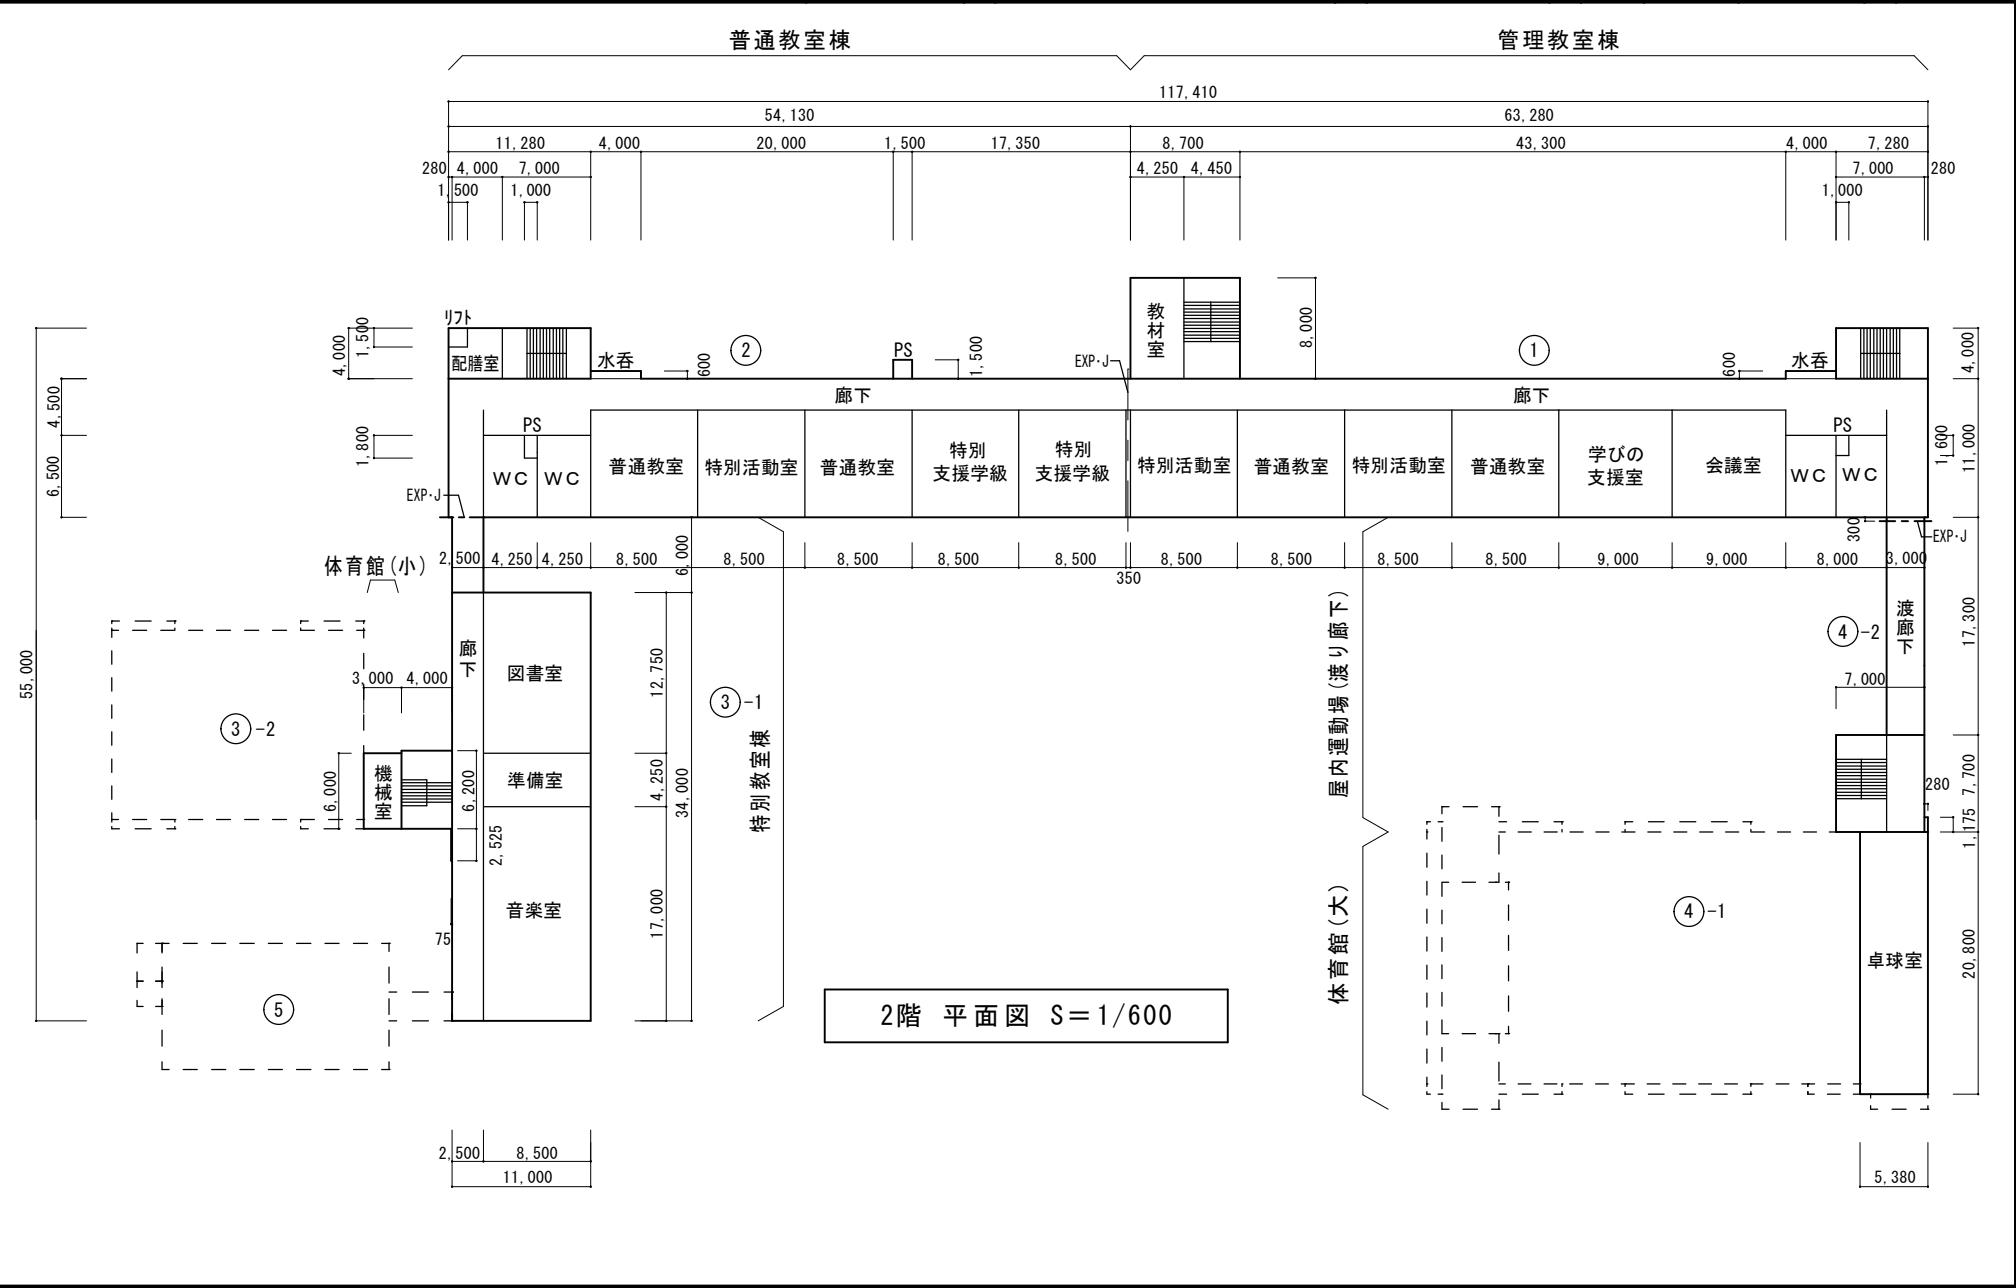 普通教室棟
管理教室棟
117,410
54,130
63,280
11,280
4,000
20,000
1,500
17,350
8,700
43,300
4,000
7,280
280
4,000
7,000
4,250
4,450
7,000
280
1,500
1,000
1,000
リフト
配膳室
水呑
600
②
PS
1,500
EXP・J
教材室
8,000
①
600
水呑
4,000
1,500
4,000
廊下
廊下
4,500
6,500
1,800
PS
WC
WC
普通教室
特別活動室
普通教室
特別
支援学級
特別
支援学級
特別活動室
普通教室
特別活動室
普通教室
学びの
支援室
会議室
PS
WC
WC
1,600
11,000
EXP・J
300
EXP・J
体育館(小)
2,500
4,250
4,250
8,500
6,000
8,500
8,500
8,500
8,500
350
8,500
8,500
8,500
8,500
9,000
9,000
8,000
3,000
55,000
廊下
図書室
12,750
③-1
特別教室棟
屋内運動場(渡り廊下)
④-2
渡廊下
17,300
3,000
4,000
7,000
③-2
機械室
6,000
6,200
準備室
4,250
34,000
280
7,700
1,175
2,525
音楽室
17,000
75
⑤
体育館(大)
④-1
卓球室
20,800
2階 平面図 S=1/600
2,500
8,500
11,000
5,380